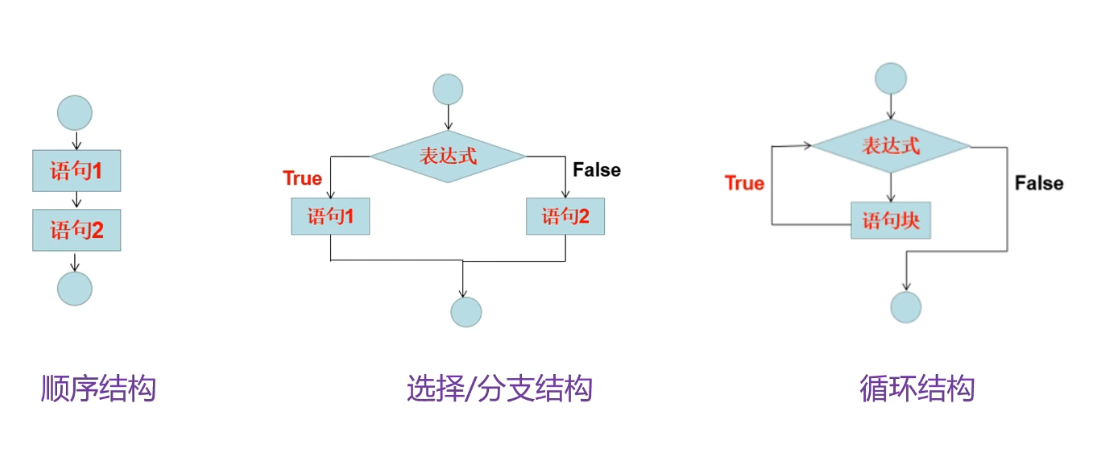 语句1
语句2
顺序结构
表达式
True
False
语句1
语句2
选择/分支结构
表达式
True
False
语句块
循环结构